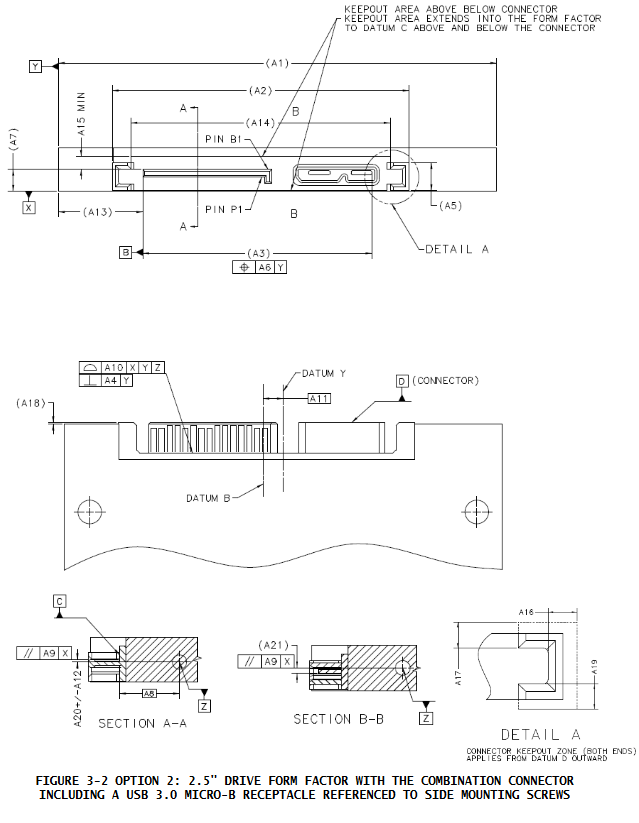 KEEPOUT AREA ABOVE BELOW CONNECTOR
KEEPOUT AREA EXTENDS INTO THE FORM FACTOR
TO DATUM C ABOVE AND BELOW THE CONNECTOR
Y
(A1)
(A2)
A15 MIN
A
B
(A14)
(A7)
PIN B1
X
(A13)
PIN P1
A
B
(A5)
B
(A3)
DETAIL A
⌖ A6 Y
⌓ A10 X Y Z
⊥ A4 Y
DATUM Y
D (CONNECTOR)
A11
(A18)
DATUM B
C
// A9 X
A20+/-A12
A8
Z
SECTION A-A
(A21)
// A9 X
Z
SECTION B-B
A16
A17
A19
DETAIL A
CONNECTOR KEEPOUT ZONE (BOTH ENDS)
APPLIES FROM DATUM D OUTWARD
FIGURE 3-2 OPTION 2: 2.5" DRIVE FORM FACTOR WITH THE COMBINATION CONNECTOR
INCLUDING A USB 3.0 MICRO-B RECEPTACLE REFERENCED TO SIDE MOUNTING SCREWS